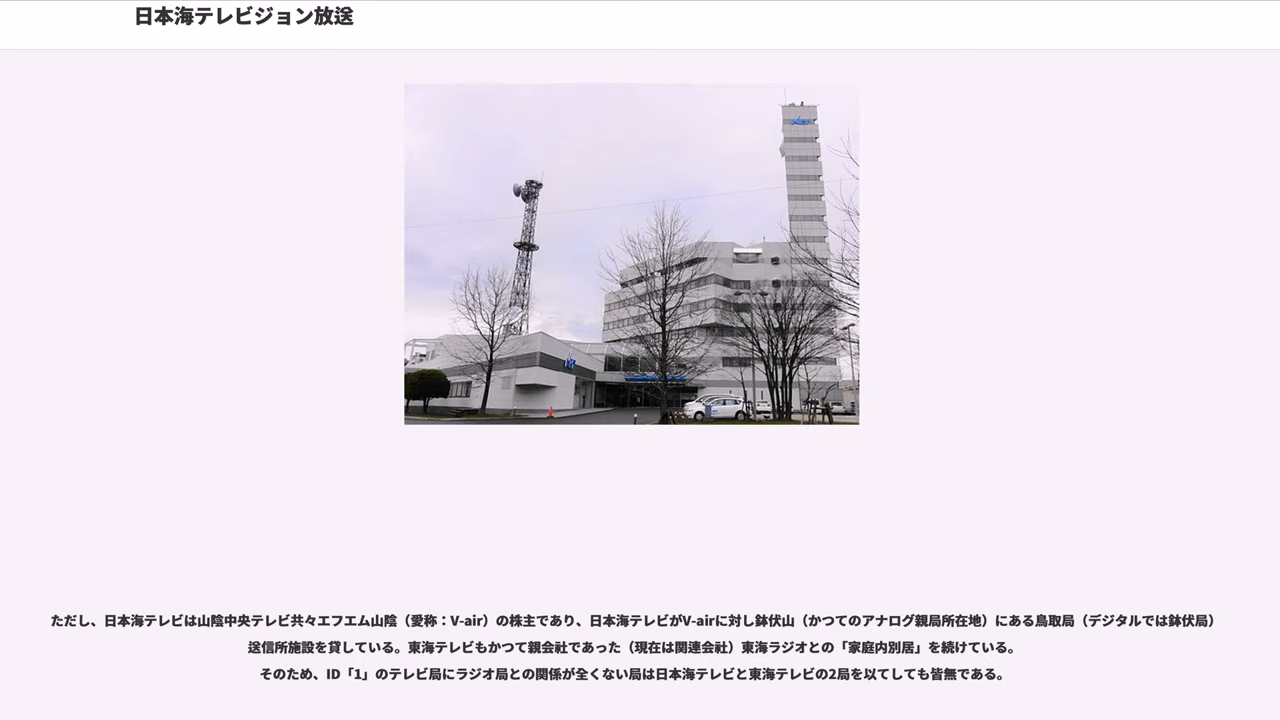 日本海テレビジョン放送
ただし、日本海テレビは山陰中央テレビ共々エフエム山陰（愛称：V-air）の株主であり、日本海テレビがV-airに対し鉢伏山（かつてのアナログ親局所在地）にある鳥取局（デジタルでは鉢伏局）
送信所施設を貸している。東海テレビもかつて親会社であった（現在は関連会社）東海ラジオとの「家庭内別居」を続けている。
そのため、ID「1」のテレビ局にラジオ局との関係が全くない局は日本海テレビと東海テレビの2局を以てしても皆無である。